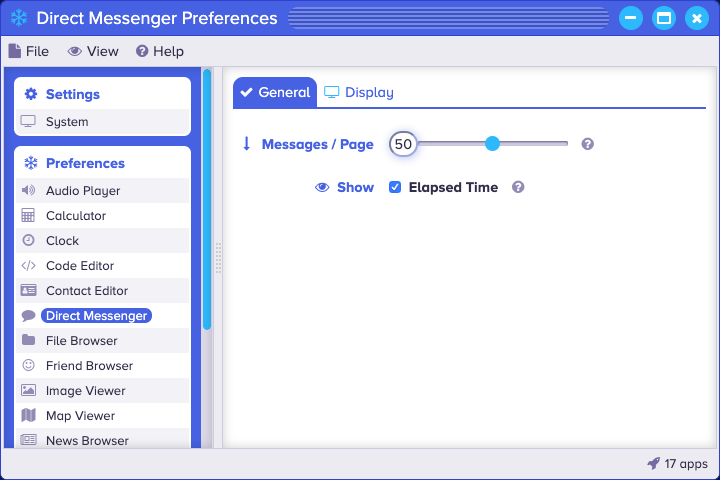 Direct Messenger Preferences
File View Help
Settings
System
Preferences
Audio Player
Calculator
Clock
Code Editor
Contact Editor
Direct Messenger
File Browser
Friend Browser
Image Viewer
Map Viewer
News Browser
General Display
Messages / Page 50
Show Elapsed Time
17 apps